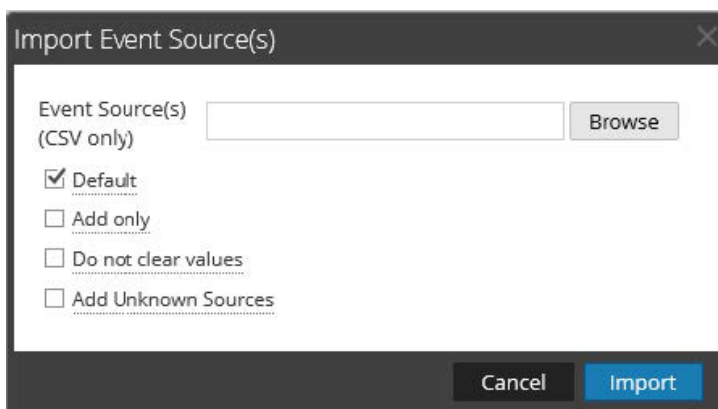 Import Event Source(s)
Event Source(s)
(CSV only)
Browse
Default
Add only
Do not clear values
Add Unknown Sources
Cancel
Import